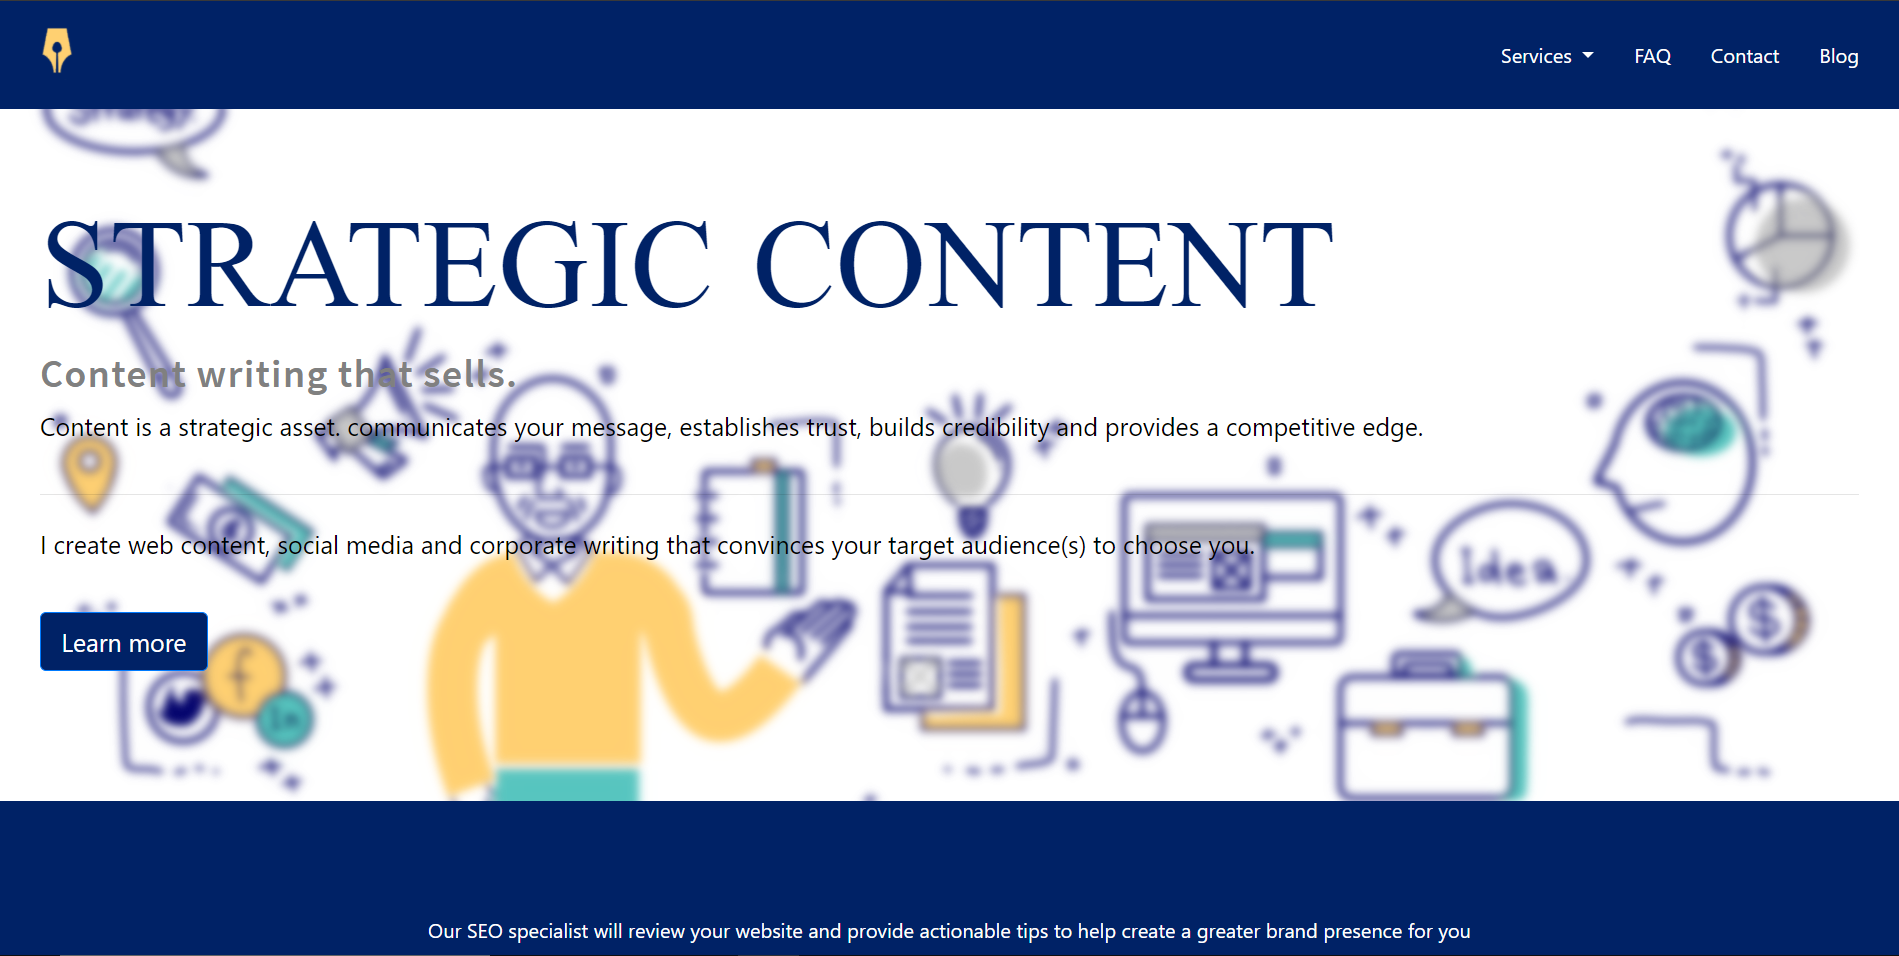 Services
FAQ
Contact
Blog
STRATEGIC CONTENT
Content writing that sells.
Content is a strategic asset. communicates your message, establishes trust, builds credibility and provides a competitive edge.
I create web content, social media and corporate writing that convinces your target audience(s) to choose you.
Idea
$
$
Learn more
f
in
Our SEO specialist will review your website and provide actionable tips to help create a greater brand presence for you